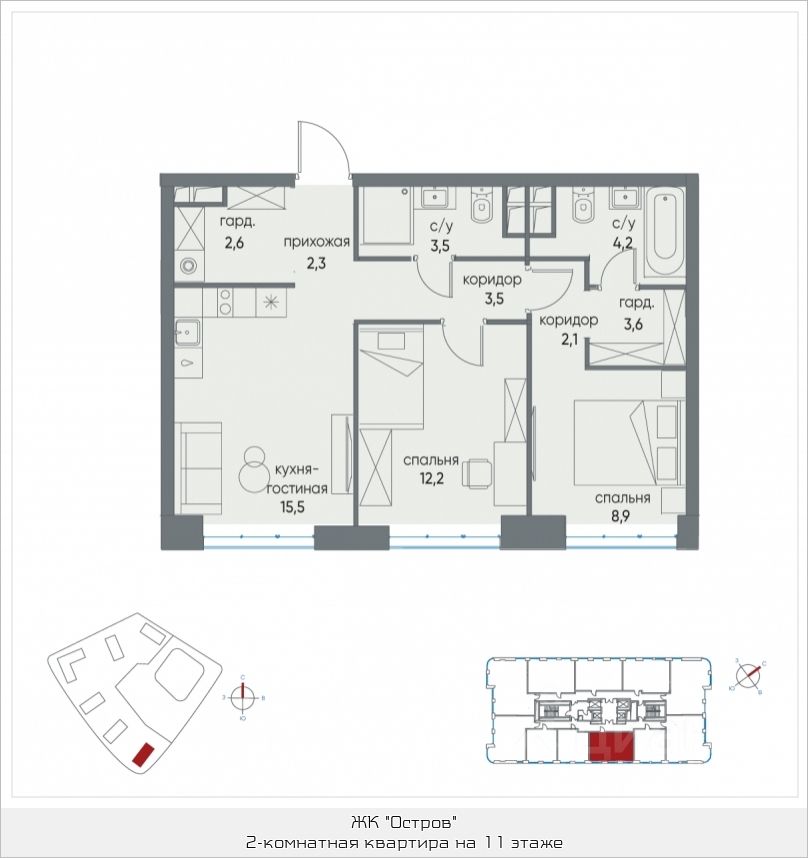 гард.
2,6
прихожая
2,3
с/у
3,5
с/у
4,2
коридор
3,5
гард.
3,6
коридор
2,1
кухня-
гостиная
15,5
спальня
12,2
спальня
8,9
С
З
В
Ю
З
С
Ю
В
ЖК "Остров"
2-комнатная квартира на 11 этаже